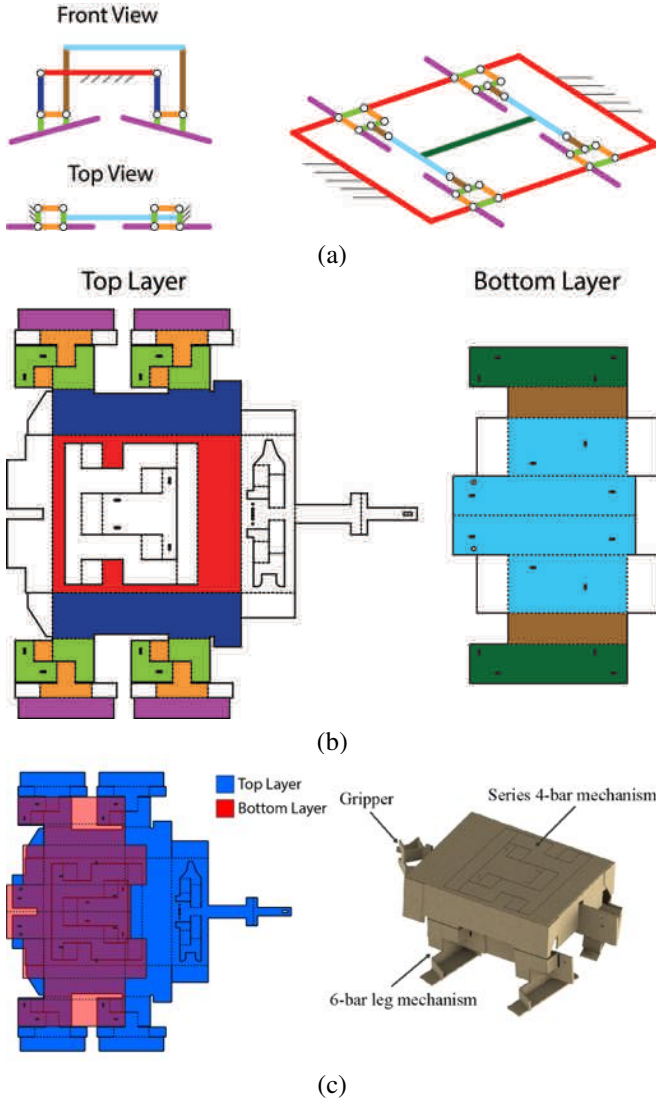 Front View
Top View
(a)
Top Layer
Bottom Layer
(b)
Top Layer
Bottom Layer
Gripper
Series 4-bar mechanism
6-bar leg mechanism
(c)